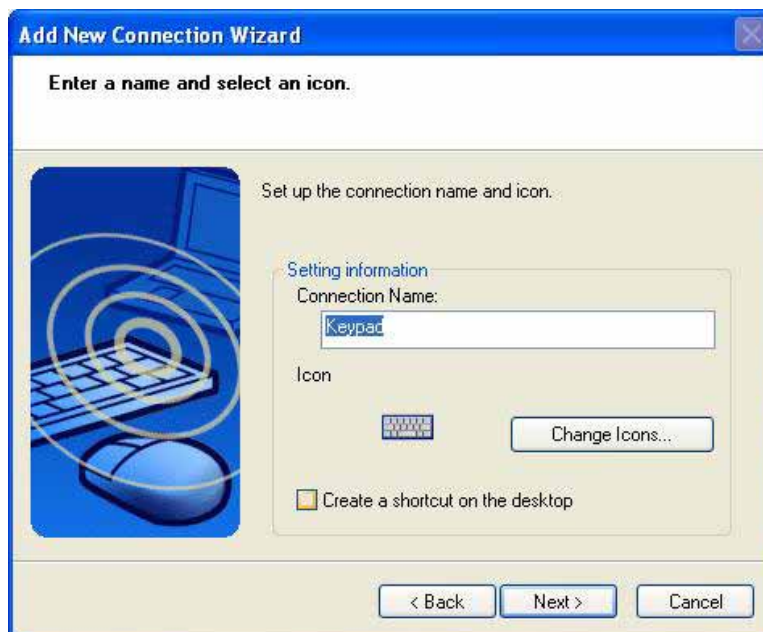 Add New Connection Wizard
Enter a name and select an icon.
Set up the connection name and icon.
Setting information
Connection Name:
Keypad
Icon
Change Icons...
Create a shortcut on the desktop
< Back Next > Cancel